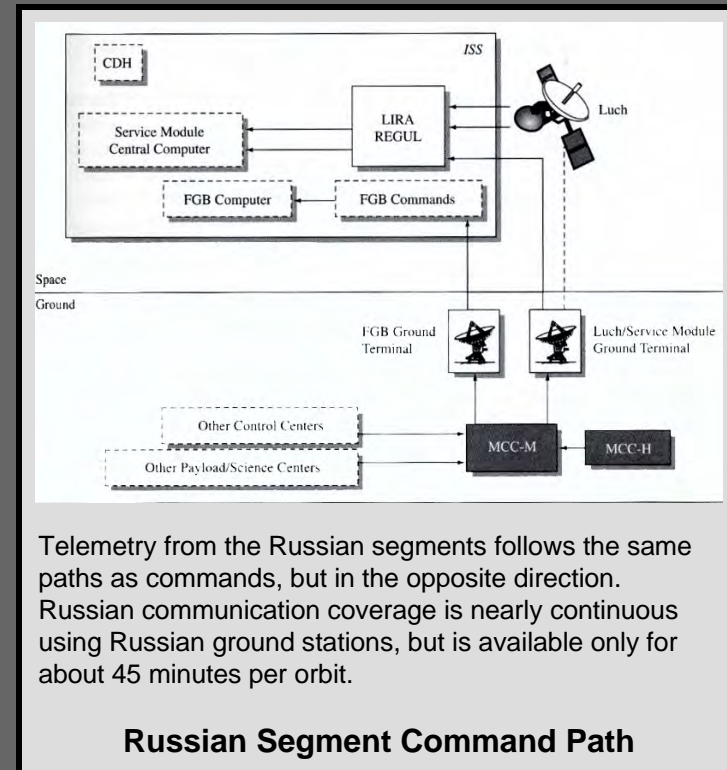 ISS
CDH
LIRA
REGUL
Luch
Service Module
Central Computer
FGB Computer
FGB Commands
Space
Ground
FGB Ground
Terminal
Luch/Service Module
Ground Terminal
Other Control Centers
MCC-M
MCC-H
Other Payload/Science Centers
Telemetry from the Russian segments follows the same
paths as commands, but in the opposite direction.
Russian communication coverage is nearly continuous
using Russian ground stations, but is available only for
about 45 minutes per orbit.
Russian Segment Command Path